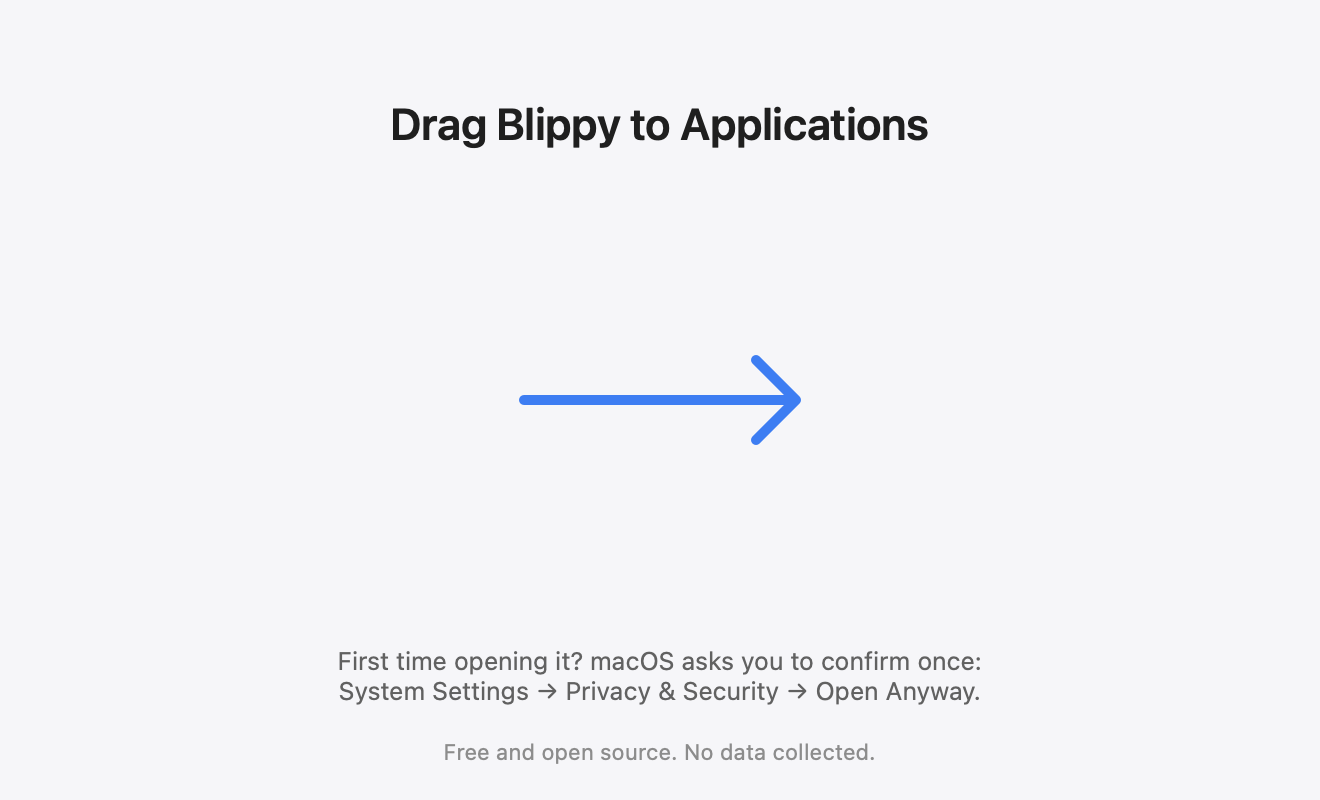 Drag Blippy to Applications
First time opening it? macOS asks you to confirm once:
System Settings → Privacy & Security → Open Anyway.
Free and open source. No data collected.